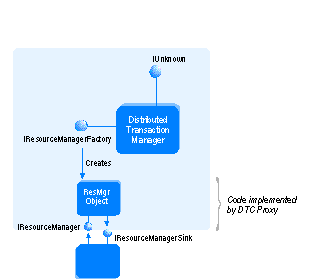 IUnknown
Distributed
Transaction
Manager
IResourceManagerFactory
Creates
ResMgr
Object
Code implemented
by DTC Proxy
IResourceManager
IResourceManagerSink